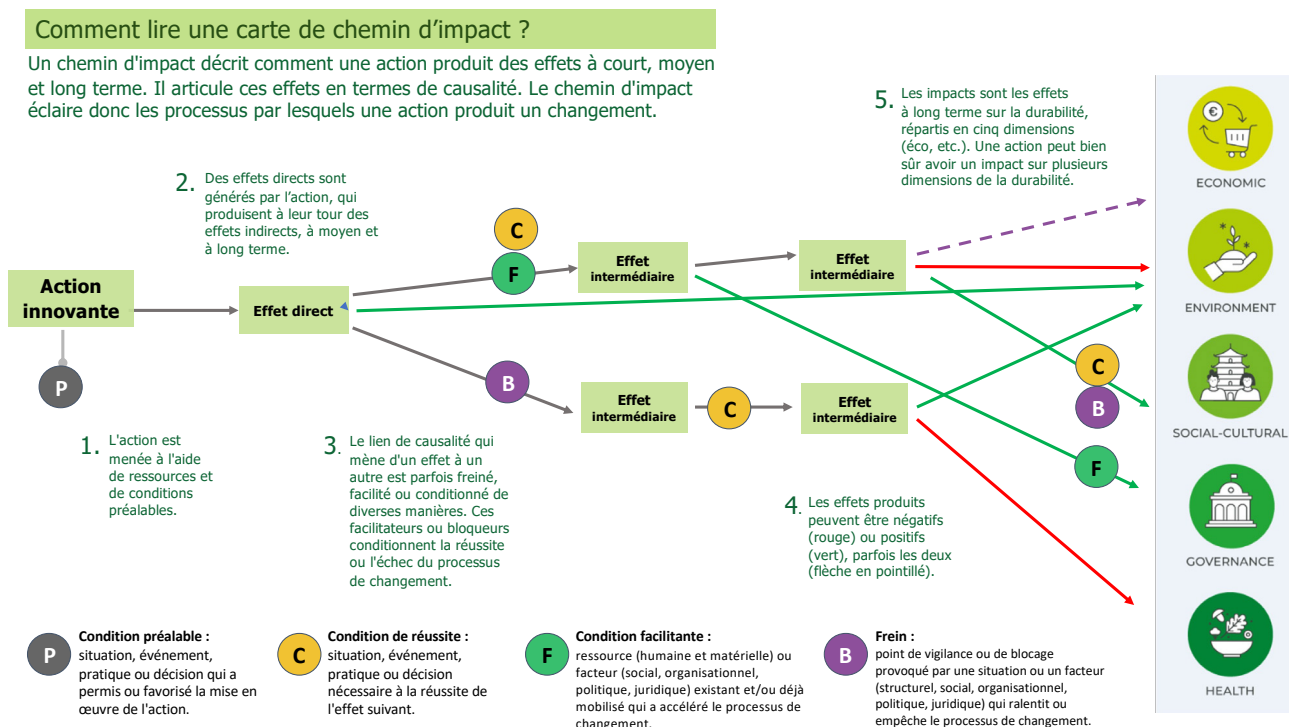 Comment lire une carte de chemin d'impact ?
Un chemin d'impact décrit comment une action produit des effets à court, moyen
et long terme. Il articule ces effets en termes de causalité. Le chemin d'impact
éclaire donc les processus par lesquels une action produit un changement.
5. Les impacts sont les effets
à long terme sur la durabilité,
répartis en cinq dimensions
(éco, etc.). Une action peut bien
sûr avoir un impact sur plusieurs
dimensions de la durabilité.
2. Des effets directs sont
générés par l'action, qui
produisent à leur tour des
effets indirects, à moyen et
à long terme.
€
ECONOMIC
C
F
Effet
intermédiaire
Effet
intermédiaire
Action
innovante
Effet direct
ENVIRONMENT
P
B
Effet
intermédiaire
C
Effet
intermédiaire
C
B
SOCIAL-CULTURAL
1. L'action est
menée à l'aide
de ressources et
de conditions
préalables.
3. Le lien de causalité qui
mène d'un effet à un
autre est parfois freiné,
facilité ou conditionné de
diverses manières. Ces
facilitateurs ou bloqueurs
conditionnent la réussite
ou l'échec du processus
de changement.
F
4. Les effets produits
peuvent être négatifs
(rouge) ou positifs
(vert), parfois les deux
(flèche en pointillé).
GOVERNANCE
P
Condition préalable :
situation, événement,
pratique ou décision qui a
permis ou favorisé la mise en
œuvre de l'action.
C
Condition de réussite :
situation, événement,
pratique ou décision
nécessaire à la réussite de
l'effet suivant.
F
Condition facilitante :
ressource (humaine et matérielle) ou
facteur (social, organisationnel,
politique, juridique) existant et/ou déjà
mobilisé qui a accéléré le processus de
changement.
B
Frein :
point de vigilance ou de blocage
provoqué par une situation ou un facteur
(structurel, social, organisationnel,
politique, juridique) qui ralentit ou
empêche le processus de changement.
HEALTH